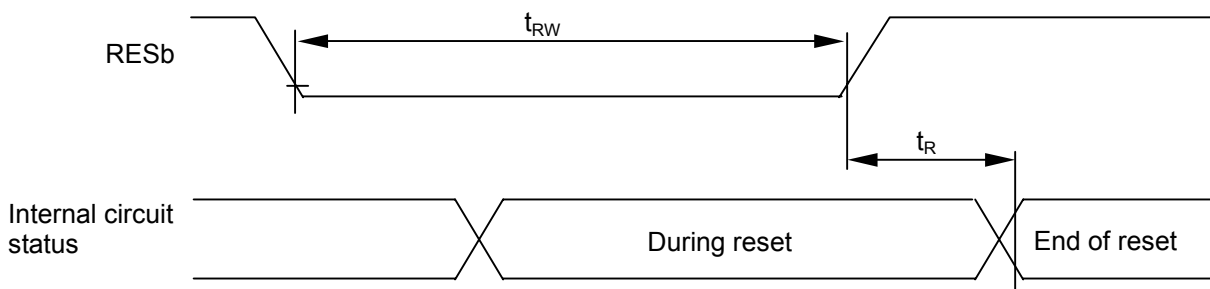 t_RW
RESb
t_R
Internal circuit
status
During reset
End of reset